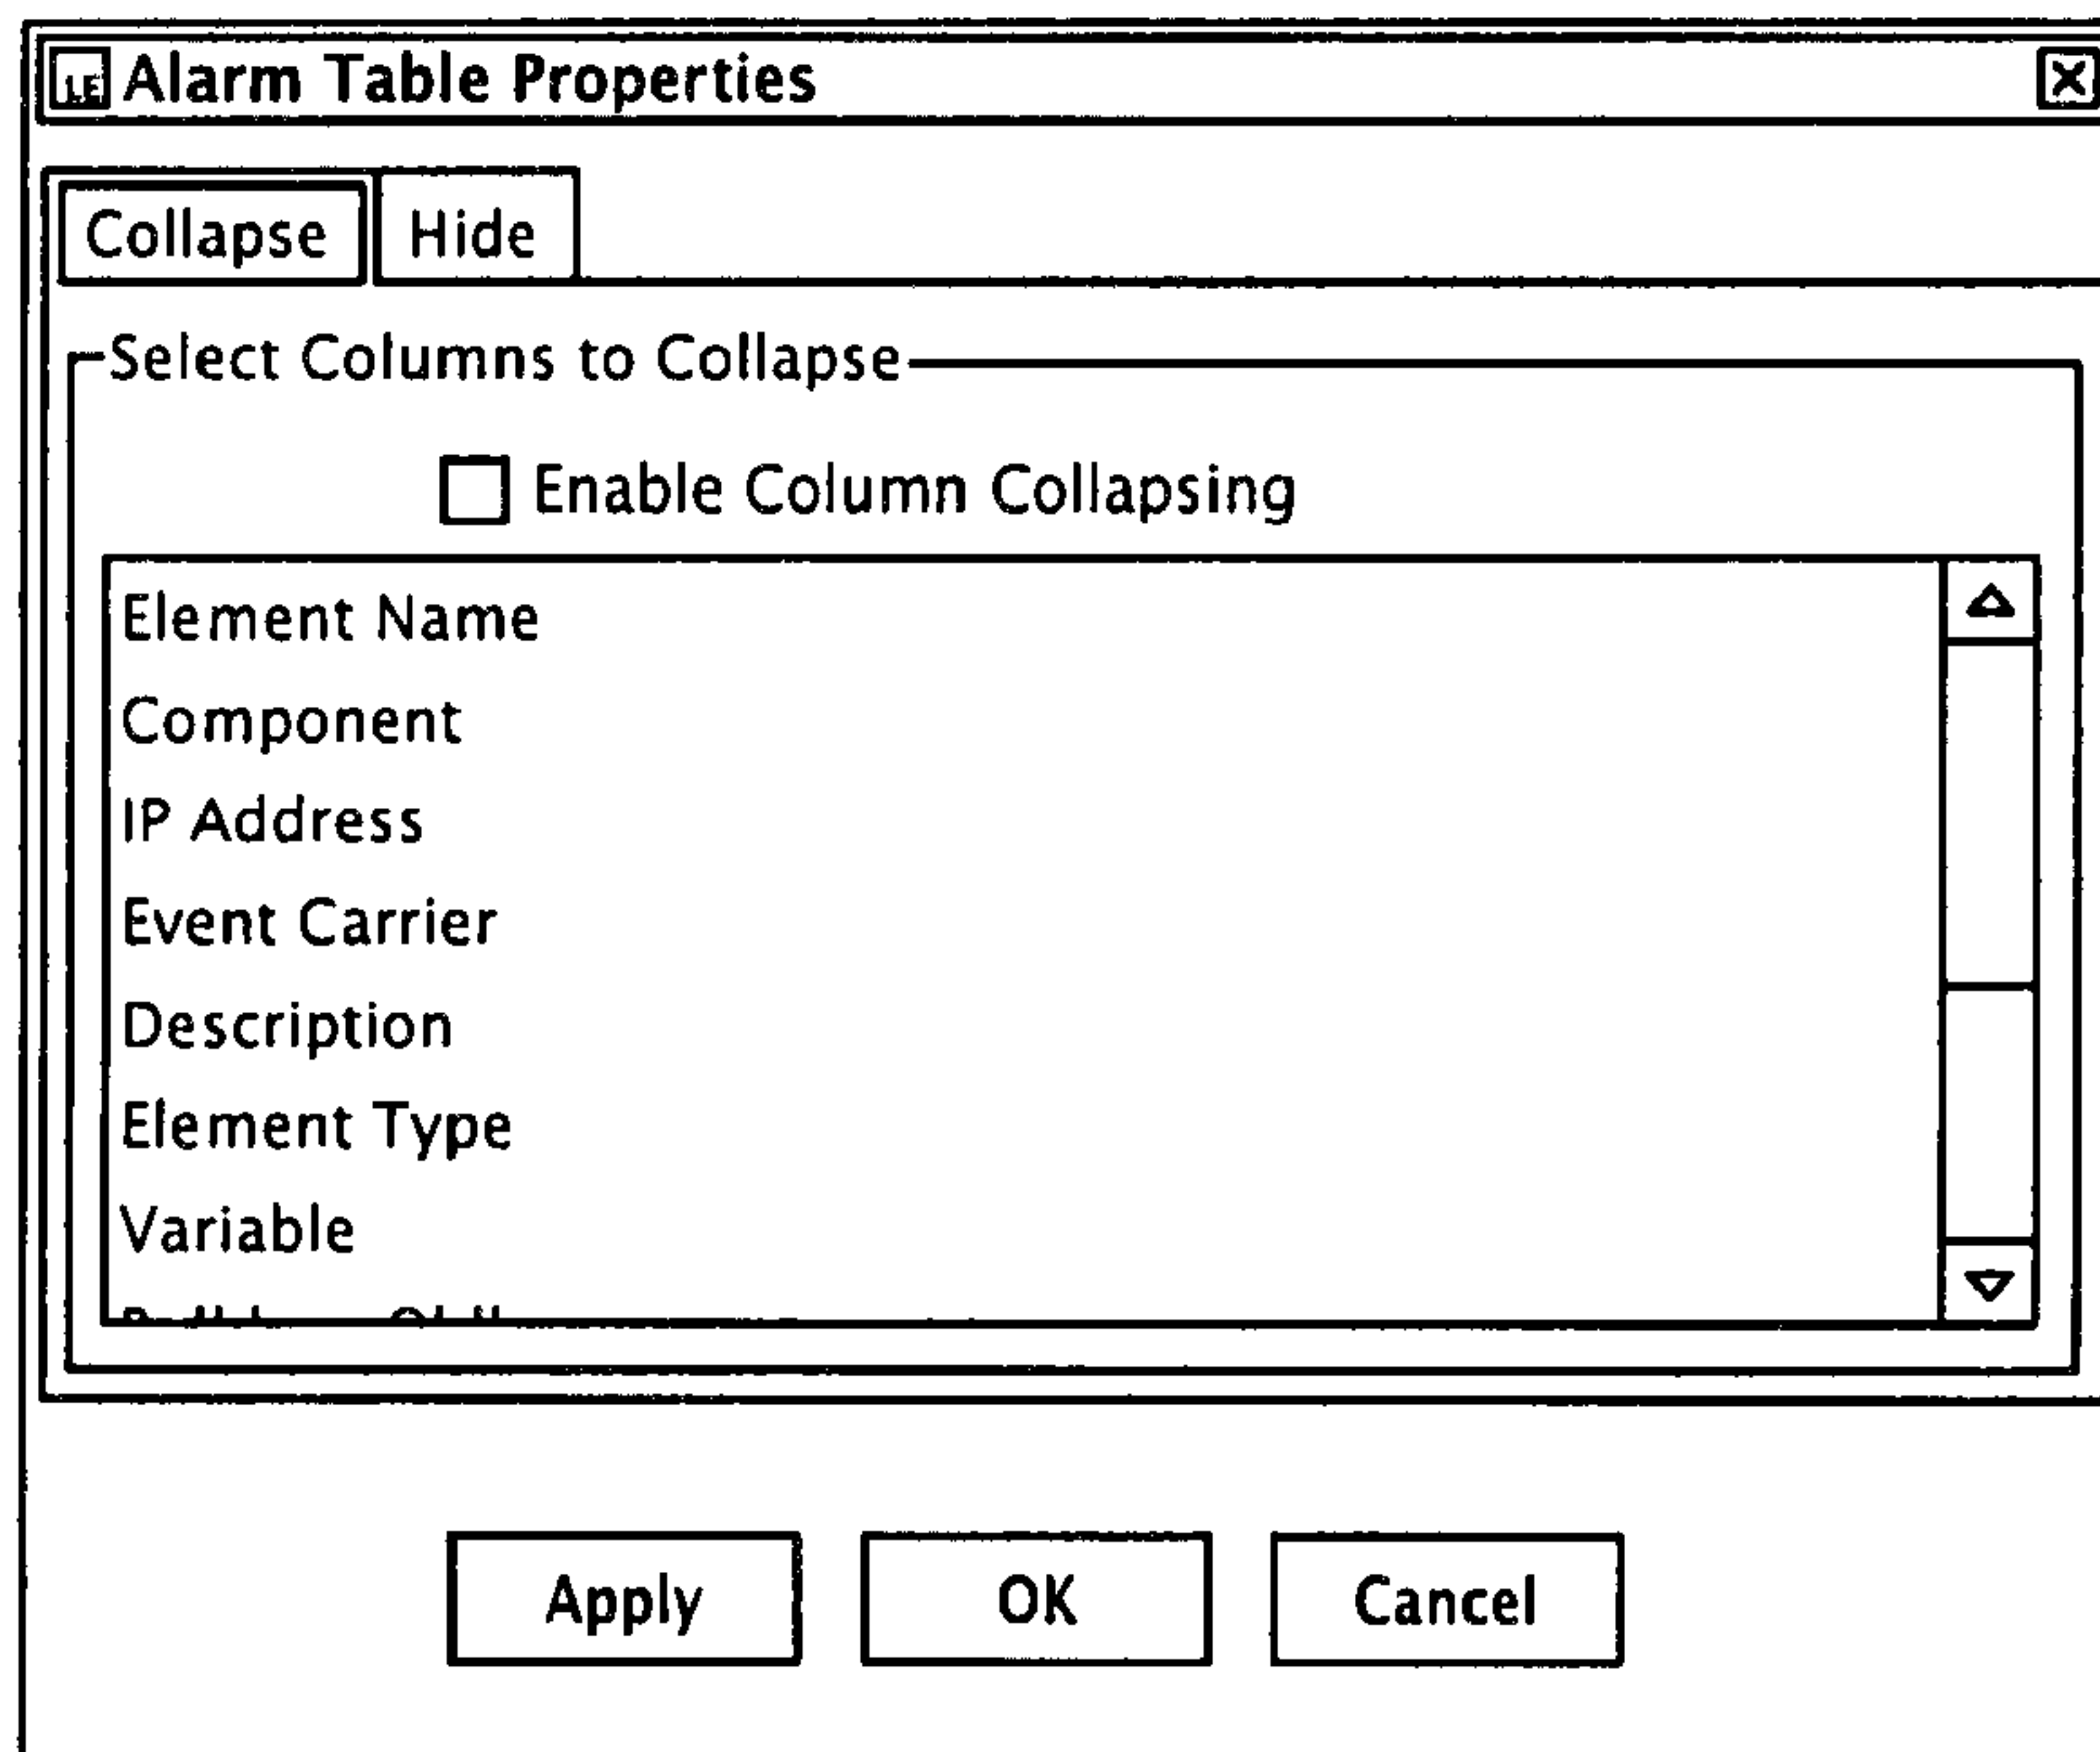 Alarm Table Properties
Collapse Hide
Select Columns to Collapse
Enable Column Collapsing
Element Name
Component
IP Address
Event Carrier
Description
Element Type
Variable
Apply OK Cancel